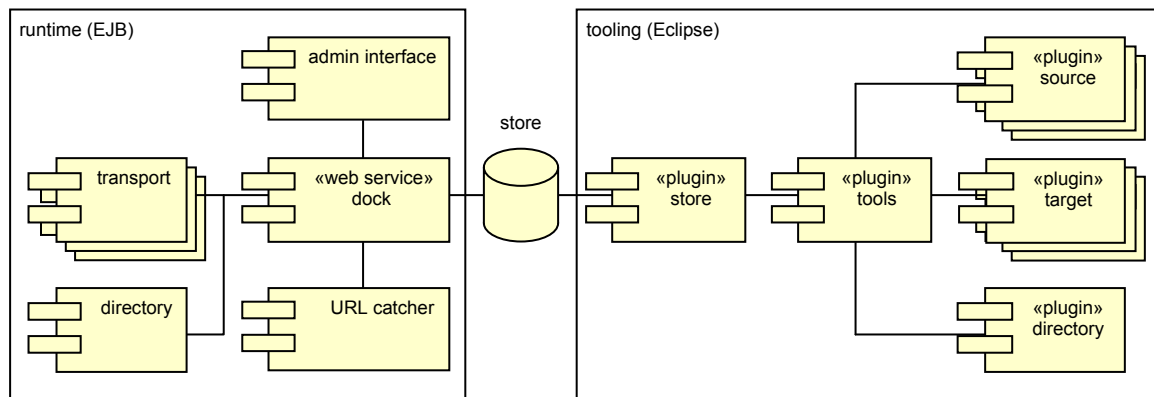 runtime (EJB)
admin interface
transport
«web service»
dock
directory
URL catcher
store
tooling (Eclipse)
«plugin»
source
«plugin»
store
«plugin»
tools
«plugin»
target
«plugin»
directory